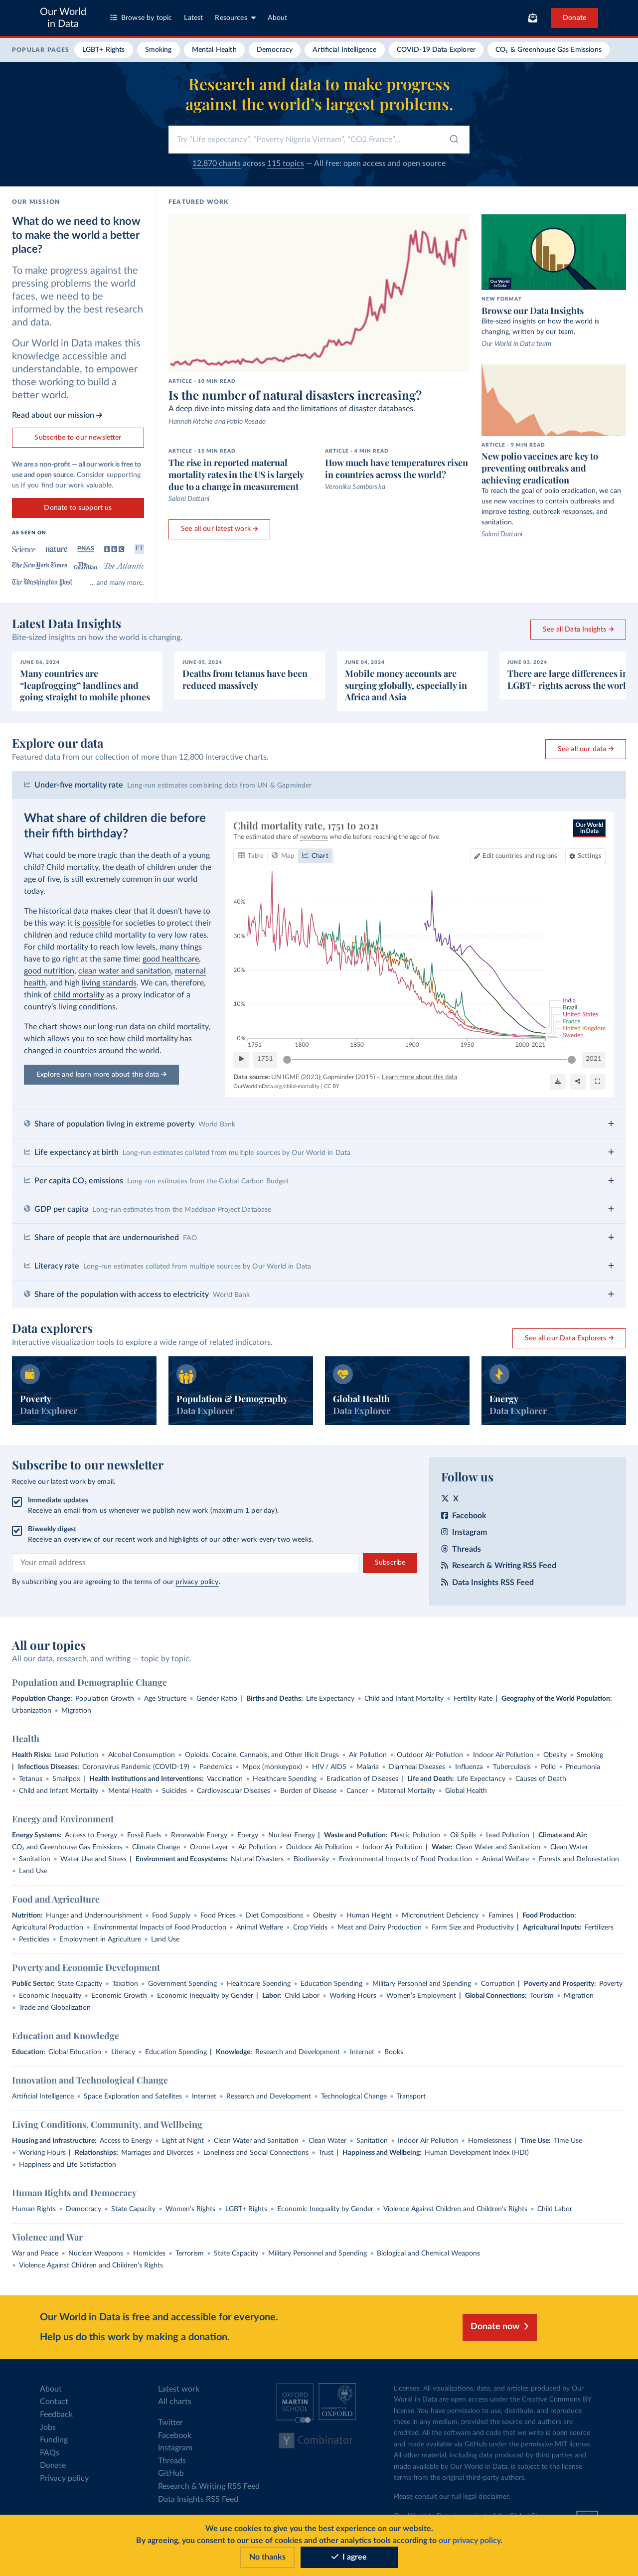 Our World
in Data
Browse by topic
Latest
Resources
About
Donate
POPULAR PAGES
LGBT+ Rights
Smoking
Mental Health
Democracy
Artificial Intelligence
COVID-19 Data Explorer
CO₂ & Greenhouse Gas Emissions
Research and data to make progress
against the world’s largest problems.
Try "Life expectancy", "Poverty Nigeria Vietnam", "CO2 France"...
12,870 charts across 115 topics — All free: open access and open source
OUR MISSION
What do we need to know
to make the world a better
place?
To make progress against the
pressing problems the world
faces, we need to be
informed by the best research
and data.
Our World in Data makes this
knowledge accessible and
understandable, to empower
those working to build a
better world.
Read about our mission →
Subscribe to our newsletter
We are a non-profit — all our work is free to
use and open source. Consider supporting
us if you find our work valuable.
Donate to support us
AS SEEN ON
Science
nature
PNAS
BBC
FT
The New York Times
The Guardian
The Atlantic
The Washington Post
... and many more.
FEATURED WORK
ARTICLE - 10 MIN READ
Is the number of natural disasters increasing?
A deep dive into missing data and the limitations of disaster databases.
Hannah Ritchie and Pablo Rosado
ARTICLE - 15 MIN READ
The rise in reported maternal
mortality rates in the US is largely
due to a change in measurement
Saloni Dattani
ARTICLE - 4 MIN READ
How much have temperatures risen
in countries across the world?
Veronika Samborska
See all our latest work →
Our World
in Data
NEW FORMAT
Browse our Data Insights
Bite-sized insights on how the world is
changing, written by our team.
Our World in Data team
ARTICLE - 9 MIN READ
New polio vaccines are key to
preventing outbreaks and
achieving eradication
To reach the goal of polio eradication, we can
use new vaccines to contain outbreaks and
improve testing, outbreak responses, and
sanitation.
Saloni Dattani
Latest Data Insights
Bite-sized insights on how the world is changing.
See all Data Insights →
JUNE 06, 2024
Many countries are
“leapfrogging” landlines and
going straight to mobile phones
JUNE 05, 2024
Deaths from tetanus have been
reduced massively
JUNE 04, 2024
Mobile money accounts are
surging globally, especially in
Africa and Asia
JUNE 03, 2024
There are large differences in
LGBT+ rights across the worl
Explore our data
Featured data from our collection of more than 12,800 interactive charts.
See all our data →
Under-five mortality rate Long-run estimates combining data from UN & Gapminder
What share of children die before
their fifth birthday?
What could be more tragic than the death of a young
child? Child mortality, the death of children under the
age of five, is still extremely common in our world
today.
The historical data makes clear that it doesn’t have to
be this way: it is possible for societies to protect their
children and reduce child mortality to very low rates.
For child mortality to reach low levels, many things
have to go right at the same time: good healthcare,
good nutrition, clean water and sanitation, maternal
health, and high living standards. We can, therefore,
think of child mortality as a proxy indicator of a
country’s living conditions.
The chart shows our long-run data on child mortality,
which allows you to see how child mortality has
changed in countries around the world.
Explore and learn more about this data →
Child mortality rate, 1751 to 2021
The estimated share of newborns who die before reaching the age of five.
Our World
in Data
Table
Map
Chart
Edit countries and regions
Settings
40%
30%
20%
10%
0%
1751
1800
1850
1900
1950
2000
2021
India
Brazil
United States
France
United Kingdom
Sweden
1751
2021
Data source: UN IGME (2023); Gapminder (2015) – Learn more about this data
OurWorldInData.org/child-mortality | CC BY
Share of population living in extreme poverty World Bank
Life expectancy at birth Long-run estimates collated from multiple sources by Our World in Data
Per capita CO₂ emissions Long-run estimates from the Global Carbon Budget
GDP per capita Long-run estimates from the Maddison Project Database
Share of people that are undernourished FAO
Literacy rate Long-run estimates collated from multiple sources by Our World in Data
Share of the population with access to electricity World Bank
Data explorers
Interactive visualization tools to explore a wide range of related indicators.
See all our Data Explorers →
Poverty
Data Explorer
Population & Demography
Data Explorer
Global Health
Data Explorer
Energy
Data Explorer
Subscribe to our newsletter
Receive our latest work by email.
Immediate updates
Receive an email from us whenever we publish new work (maximum 1 per day).
Biweekly digest
Receive an overview of our recent work and highlights of our other work every two weeks.
Your email address
Subscribe
By subscribing you are agreeing to the terms of our privacy policy.
Follow us
X
Facebook
Instagram
Threads
Research & Writing RSS Feed
Data Insights RSS Feed
All our topics
All our data, research, and writing — topic by topic.
Population and Demographic Change
Population Change: Population Growth • Age Structure • Gender Ratio | Births and Deaths: Life Expectancy • Child and Infant Mortality • Fertility Rate | Geography of the World Population:
Urbanization • Migration
Health
Health Risks: Lead Pollution • Alcohol Consumption • Opioids, Cocaine, Cannabis, and Other Illicit Drugs • Air Pollution • Outdoor Air Pollution • Indoor Air Pollution • Obesity • Smoking
| Infectious Diseases: Coronavirus Pandemic (COVID-19) • Pandemics • Mpox (monkeypox) • HIV / AIDS • Malaria • Diarrheal Diseases • Influenza • Tuberculosis • Polio • Pneumonia
• Tetanus • Smallpox | Health Institutions and Interventions: Vaccination • Healthcare Spending • Eradication of Diseases | Life and Death: Life Expectancy • Causes of Death
• Child and Infant Mortality • Mental Health • Suicides • Cardiovascular Diseases • Burden of Disease • Cancer • Maternal Mortality • Global Health
Energy and Environment
Energy Systems: Access to Energy • Fossil Fuels • Renewable Energy • Energy • Nuclear Energy | Waste and Pollution: Plastic Pollution • Oil Spills • Lead Pollution | Climate and Air:
CO₂ and Greenhouse Gas Emissions • Climate Change • Ozone Layer • Air Pollution • Outdoor Air Pollution • Indoor Air Pollution | Water: Clean Water and Sanitation • Clean Water
• Sanitation • Water Use and Stress | Environment and Ecosystems: Natural Disasters • Biodiversity • Environmental Impacts of Food Production • Animal Welfare • Forests and Deforestation
• Land Use
Food and Agriculture
Nutrition: Hunger and Undernourishment • Food Supply • Food Prices • Diet Compositions • Obesity • Human Height • Micronutrient Deficiency • Famines | Food Production:
Agricultural Production • Environmental Impacts of Food Production • Animal Welfare • Crop Yields • Meat and Dairy Production • Farm Size and Productivity | Agricultural Inputs: Fertilizers
• Pesticides • Employment in Agriculture • Land Use
Poverty and Economic Development
Public Sector: State Capacity • Taxation • Government Spending • Healthcare Spending • Education Spending • Military Personnel and Spending • Corruption | Poverty and Prosperity: Poverty
• Economic Inequality • Economic Growth • Economic Inequality by Gender | Labor: Child Labor • Working Hours • Women’s Employment | Global Connections: Tourism • Migration
• Trade and Globalization
Education and Knowledge
Education: Global Education • Literacy • Education Spending | Knowledge: Research and Development • Internet • Books
Innovation and Technological Change
Artificial Intelligence • Space Exploration and Satellites • Internet • Research and Development • Technological Change • Transport
Living Conditions, Community, and Wellbeing
Housing and Infrastructure: Access to Energy • Light at Night • Clean Water and Sanitation • Clean Water • Sanitation • Indoor Air Pollution • Homelessness | Time Use: Time Use
• Working Hours | Relationships: Marriages and Divorces • Loneliness and Social Connections • Trust | Happiness and Wellbeing: Human Development Index (HDI)
• Happiness and Life Satisfaction
Human Rights and Democracy
Human Rights • Democracy • State Capacity • Women’s Rights • LGBT+ Rights • Economic Inequality by Gender • Violence Against Children and Children’s Rights • Child Labor
Violence and War
War and Peace • Nuclear Weapons • Homicides • Terrorism • State Capacity • Military Personnel and Spending • Biological and Chemical Weapons
• Violence Against Children and Children’s Rights
Our World in Data is free and accessible for everyone.
Help us do this work by making a donation.
Donate now
About
Contact
Feedback
Jobs
Funding
FAQs
Donate
Privacy policy
Latest work
All charts
Twitter
Facebook
Instagram
Threads
GitHub
Research & Writing RSS Feed
Data Insights RSS Feed
OXFORD
MARTIN
SCHOOL
UNIVERSITY OF
OXFORD
Y Combinator
Licenses: All visualizations, data, and articles produced by Our
World in Data are open access under the Creative Commons BY
license. You have permission to use, distribute, and reproduce
these in any medium, provided the source and authors are
credited. All the software and code that we write is open source
and made available via GitHub under the permissive MIT license.
All other material, including data produced by third parties and
made available by Our World in Data, is subject to the license
terms from the original third-party authors.
Please consult our full legal disclaimer.
We use cookies to give you the best experience on our website.
By agreeing, you consent to our use of cookies and other analytics tools according to our privacy policy.
No thanks
I agree